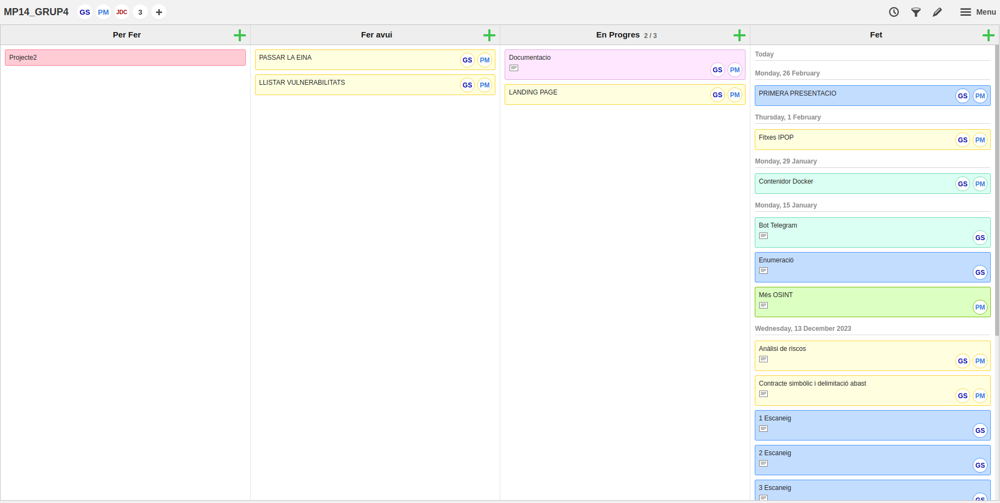 MP14_GRUP4 GS PM JDC 3 + Menu
Per Fer
Projecte2
Fer avui
PASSAR LA EINA GS PM
LLISTAR VULNERABILITATS GS PM
En Progres 2 / 3
Documentacio
GS PM
LANDING PAGE GS PM
Fet
Today
Monday, 26 February
PRIMERA PRESENTACIO GS PM
Thursday, 1 February
Fitxes IPOP GS PM
Monday, 29 January
Contenidor Docker GS PM
Monday, 15 January
Bot Telegram
GS
Enumeració
GS
Més OSINT
PM
Wednesday, 13 December 2023
Anàlisi de riscos
GS PM
Contracte simbòlic i delimitació abast
GS PM
1 Escaneig
GS
2 Escaneig
GS
3 Escaneig
GS